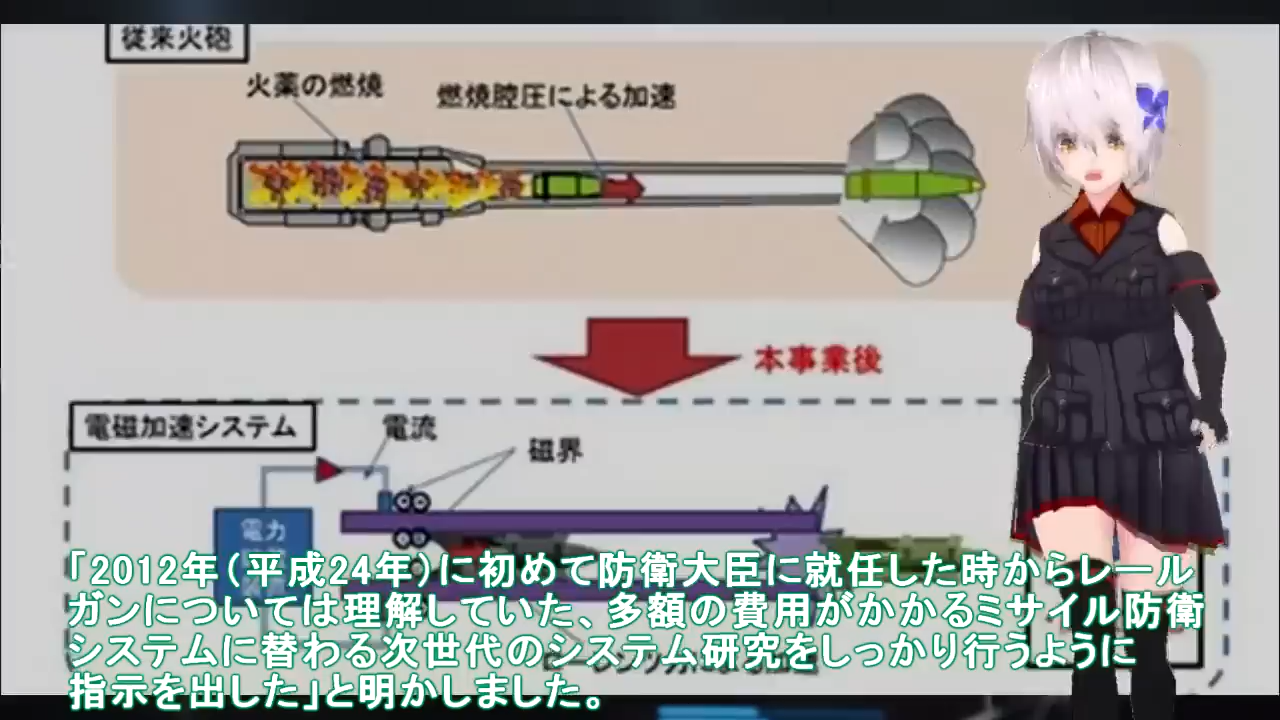 従来火砲
火薬の燃焼
燃焼腔圧による加速
本事業後
電磁加速システム
電流
磁界
電力
「2012年（平成24年）に初めて防衛大臣に就任した時からレール
ガンについては理解していた、多額の費用がかかるミサイル防衛
システムに替わる次世代のシステム研究をしっかり行うように
指示を出した」と明かしました。